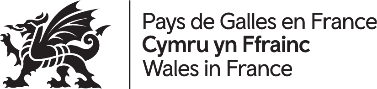 Pays de Galles en France
Cymru yn Ffrainc
Wales in France